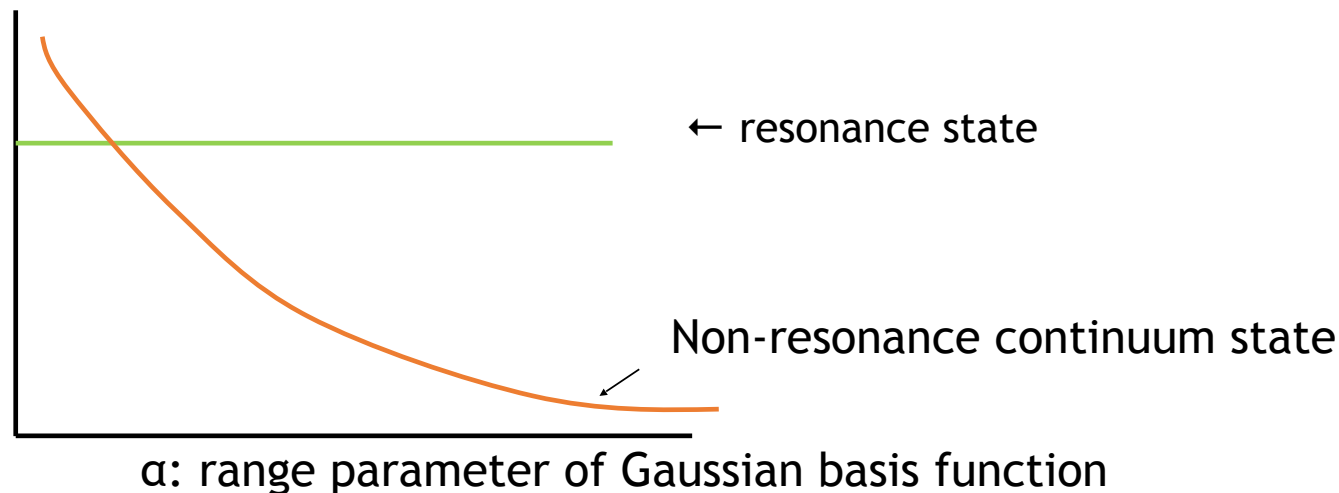 ← resonance state
Non-resonance continuum state
α: range parameter of Gaussian basis function